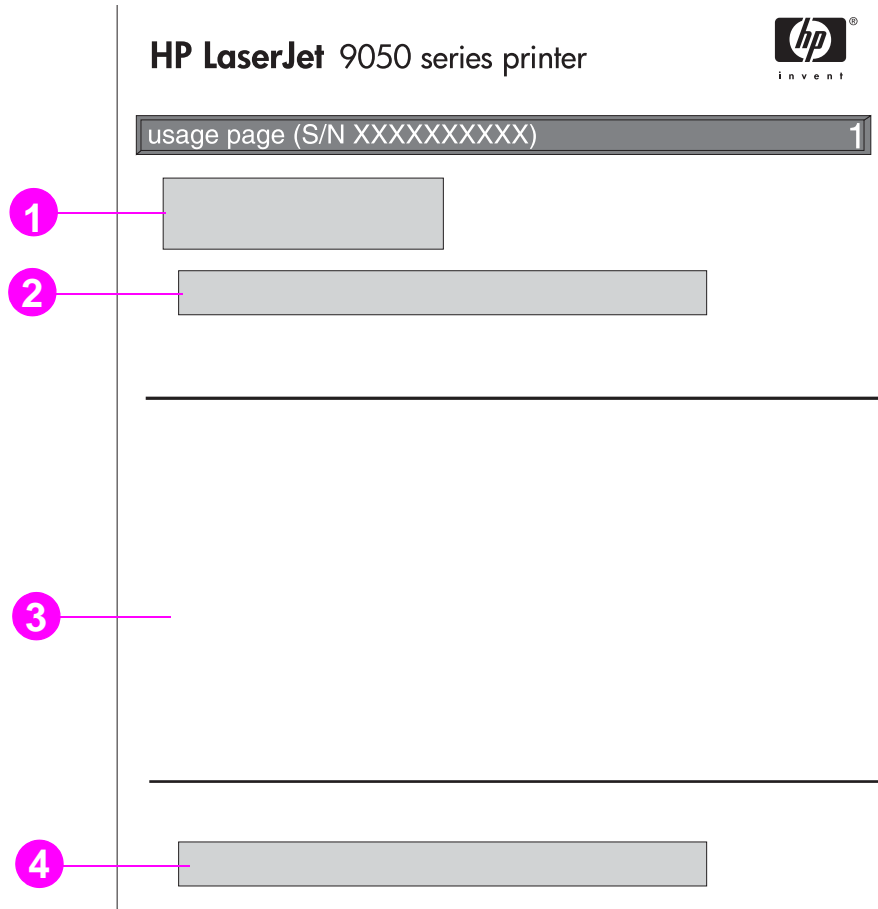 HP LaserJet 9050 series printer
hp®
invent
usage page (S/N XXXXXXXXXX) 1
1
2
3
4